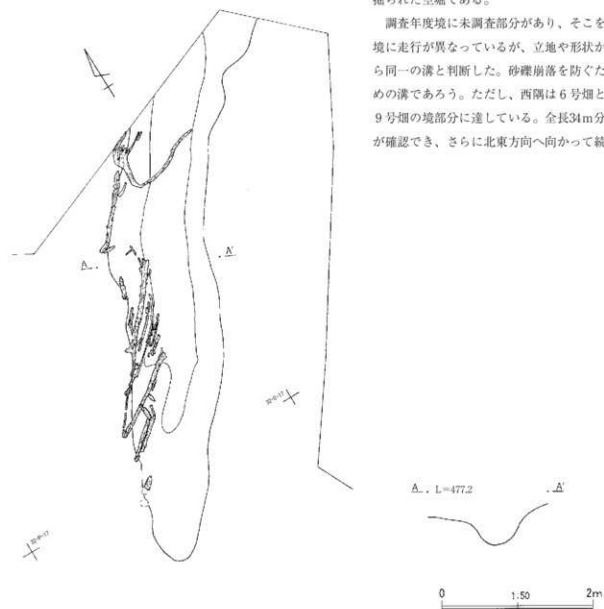 掘られた空堀である。
調査年度境に未調査部分があり、そこを
境に走行が異なっているが、立地や形状か
ら同一の溝と判断した。砂礫崩落を防ぐた
めの溝であろう。ただし、西隅は６号畑と
９号畑の境部分に達している。全長34m分
が確認でき、さらに北東方向へ向かって続
A
A'
A L=477.2 A'
0 1:50 2m